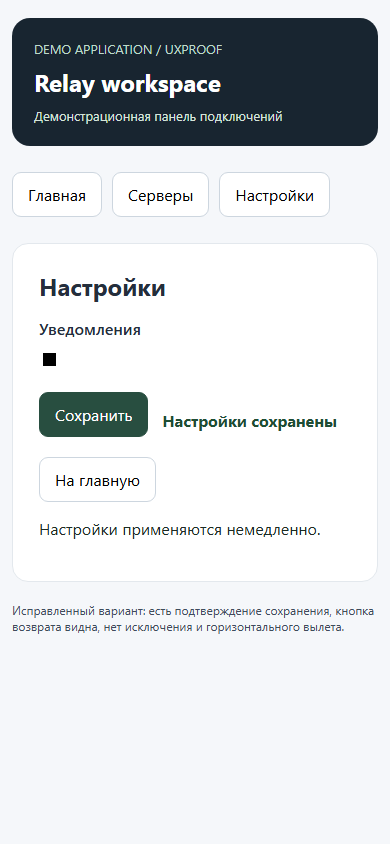 DEMO APPLICATION / UXPROOF
Relay workspace
Демонстрационная панель подключений
Главная
Серверы
Настройки
Настройки
Уведомления
Сохранить
Настройки сохранены
На главную
Настройки применяются немедленно.
Исправленный вариант: есть подтверждение сохранения, кнопка
возврата видна, нет исключения и горизонтального вылета.